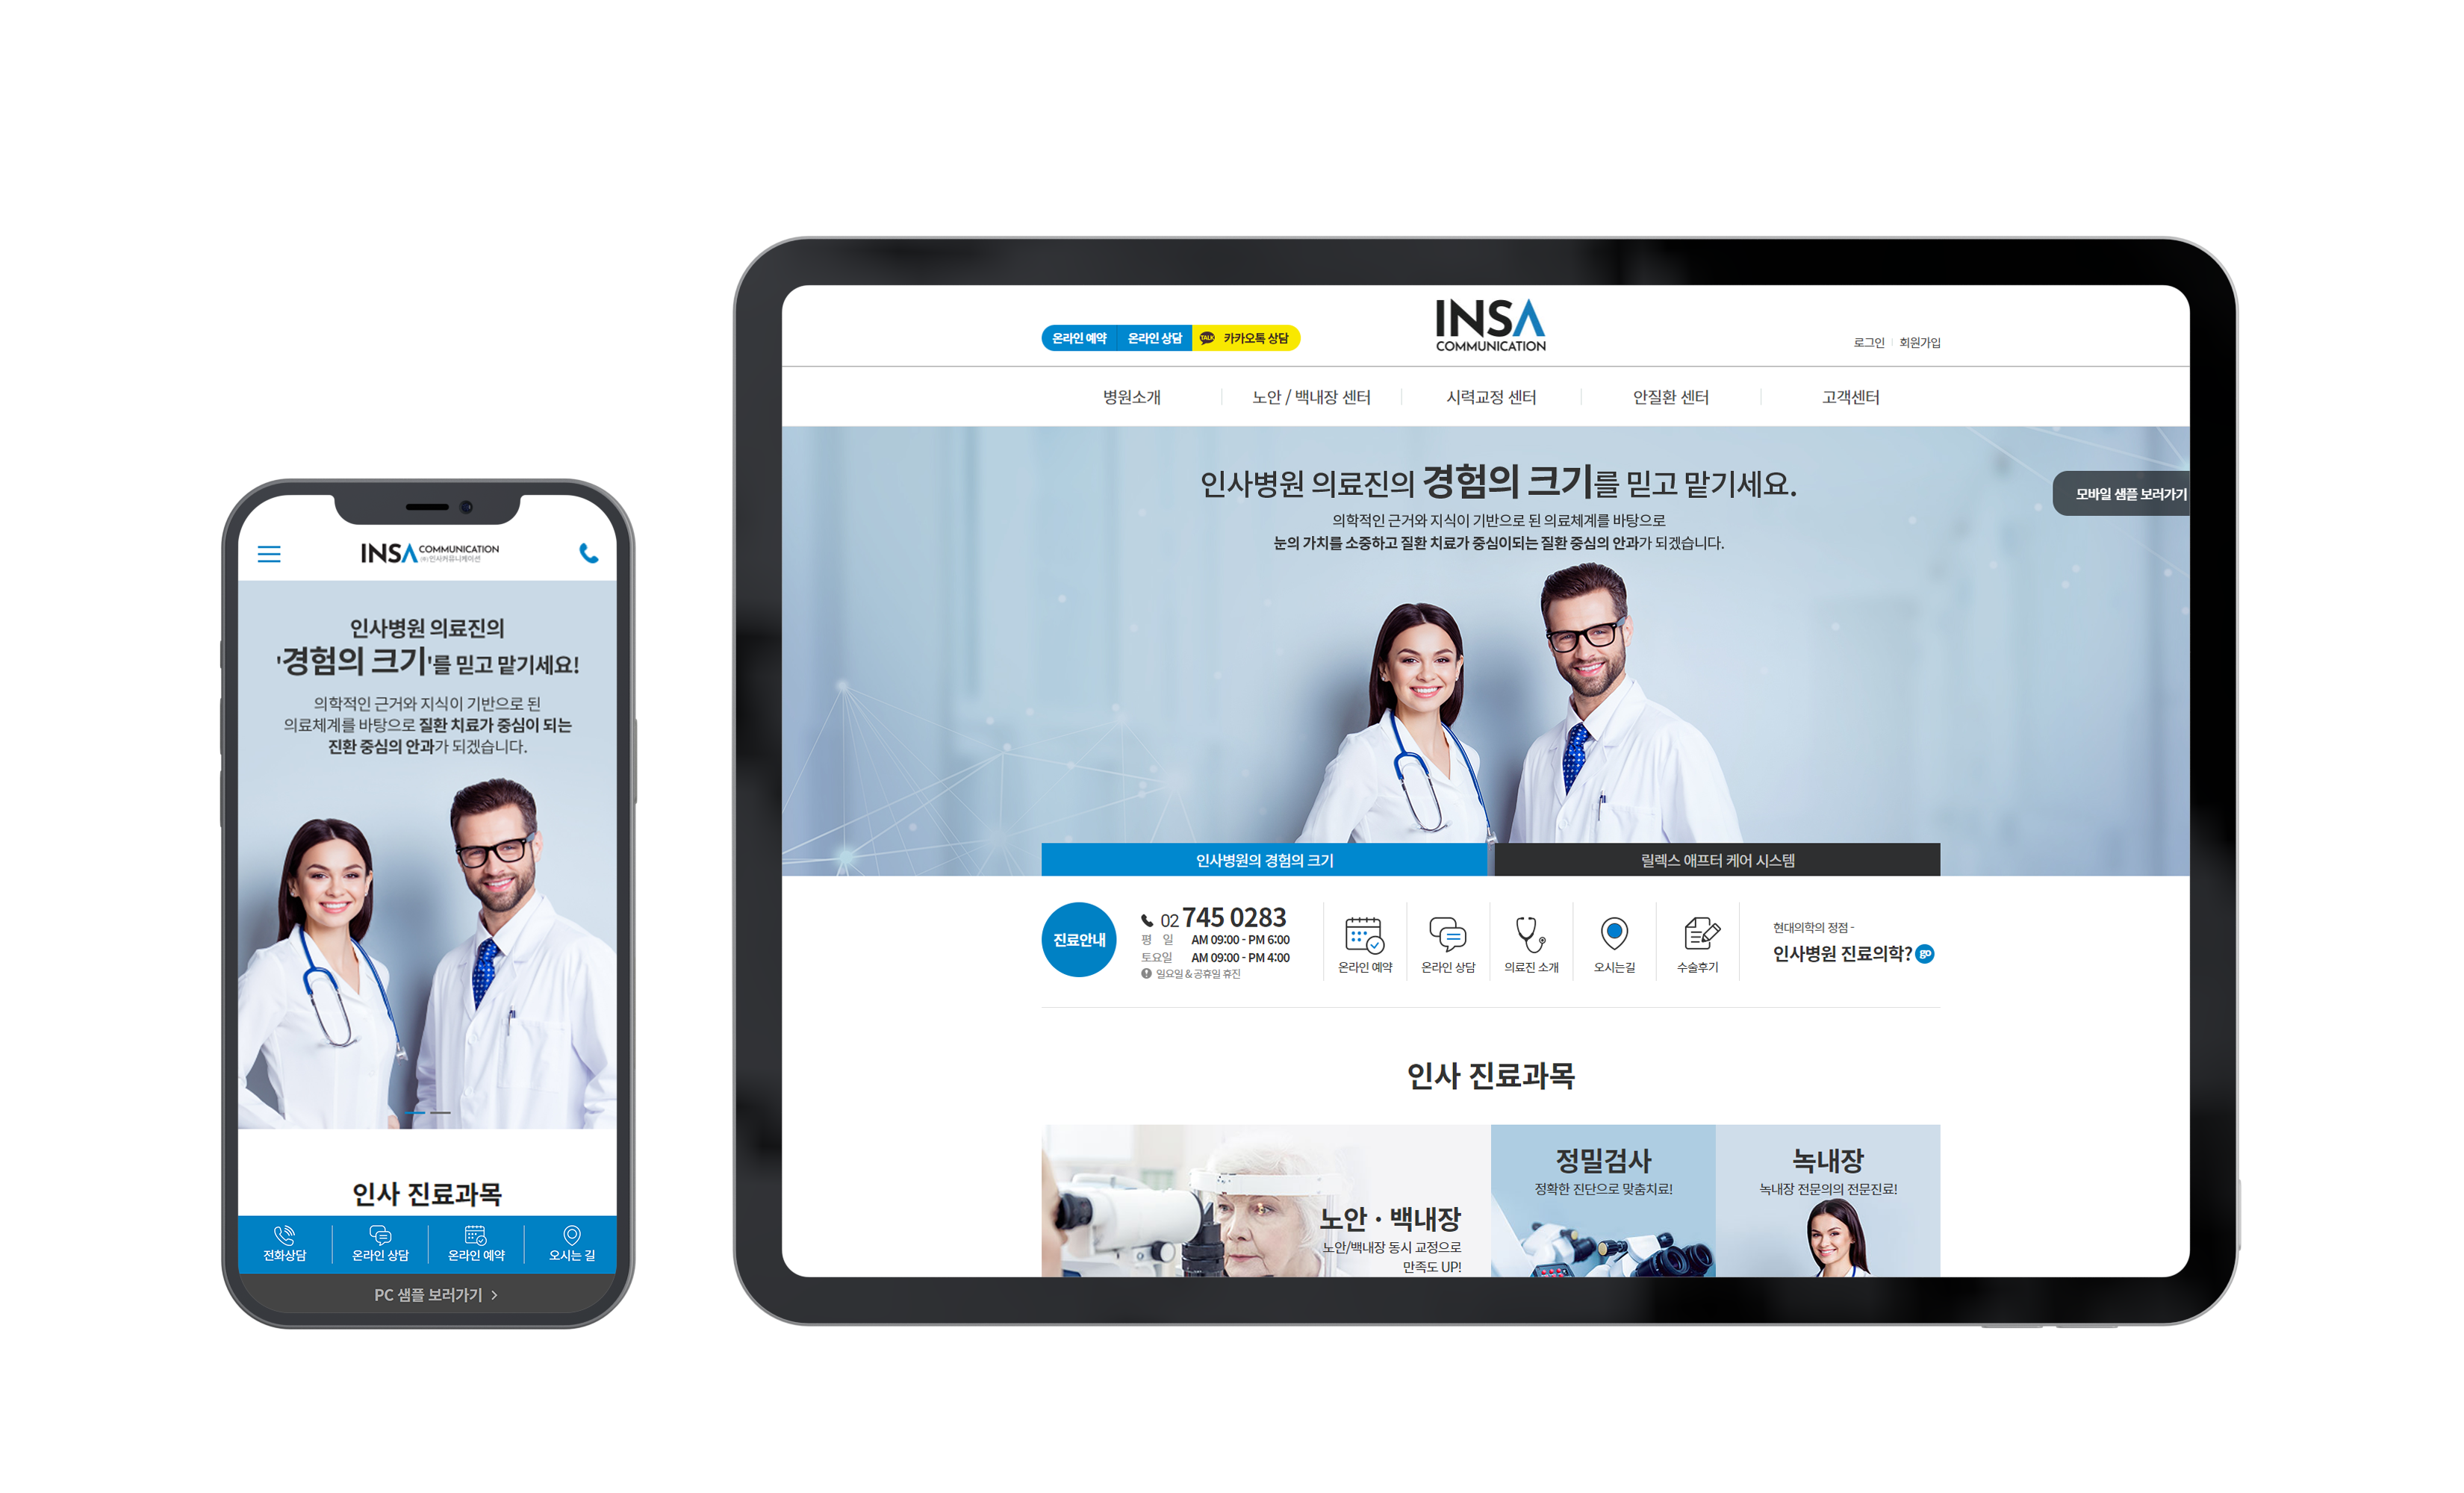 INSA COMMUNICATION
(주)인사커뮤니케이션
인사병원 의료진의
'경험의 크기'를 믿고 맡기세요!
의학적인 근거와 지식이 기반으로 된
의료체계를 바탕으로 질환 치료가 중심이 되는
진환 중심의 안과가 되겠습니다.
인사 진료과목
전화상담
온라인 상담
온라인 예약
오시는 길
PC 샘플 보러가기 >
온라인 예약
온라인 상담
TALK 카카오톡 상담
INSA
COMMUNICATION
로그인 | 회원가입
병원소개
노안 / 백내장 센터
시력교정 센터
안질환 센터
고객센터
인사병원 의료진의 경험의 크기를 믿고 맡기세요.
의학적인 근거와 지식이 기반으로 된 의료체계를 바탕으로
눈의 가치를 소중하고 질환 치료가 중심이되는 질환 중심의 안과가 되겠습니다.
모바일 샘플 보러가기
인사병원의 경험의 크기
릴렉스 애프터 케어 시스템
진료안내
02 745 0283
평 일 AM 09:00 - PM 6:00
토요일 AM 09:00 - PM 4:00
일요일 & 공휴일 휴진
온라인 예약
온라인 상담
의료진 소개
오시는길
수술후기
현대의학의 정점 -
인사병원 진료의학? go
인사 진료과목
노안 · 백내장
노안/백내장 동시 교정으로
만족도 UP!
정밀검사
정확한 진단으로 맞춤치료!
녹내장
녹내장 전문의의 전문진료!